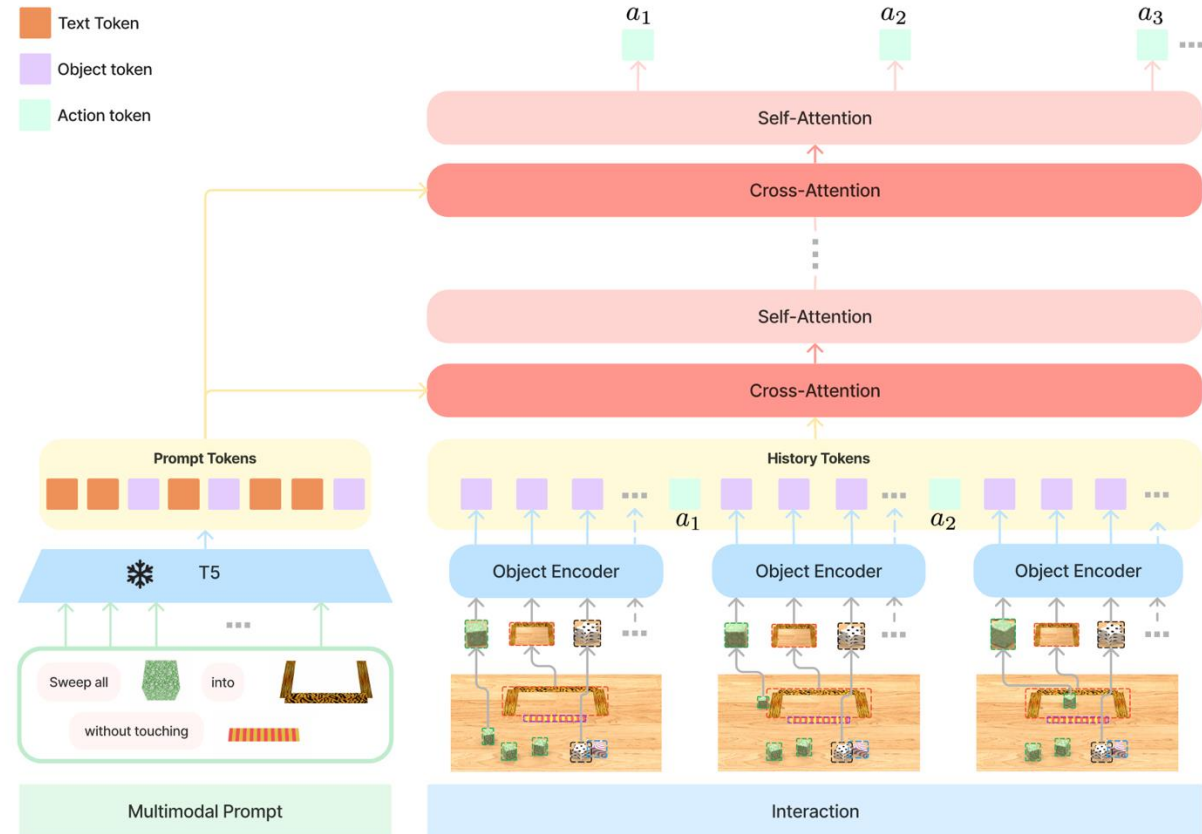 Text Token
Object token
Action token
a1 a2 a3
Self-Attention
Cross-Attention
Self-Attention
Cross-Attention
Prompt Tokens
History Tokens
a1 a2
T5
Object Encoder Object Encoder Object Encoder
Sweep all into
without touching
Multimodal Prompt
Interaction